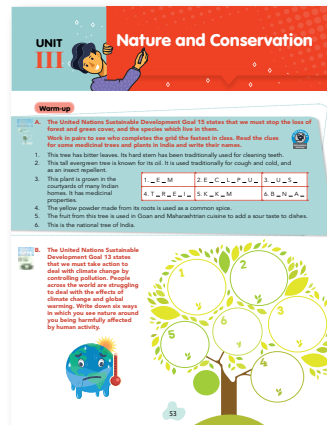 UNIT
III
Nature and Conservation
Warm-up
A. The United Nations Sustainable Development Goal 15 states that we must stop the loss of
forest and green cover, and the species which live in them.
Work in pairs to see who completes the grid the fastest in class. Read the clues
for some medicinal trees and plants in India and write their names.
1. This tree has bitter leaves. Its hard stem has been traditionally used for cleaning teeth.
2. This tall evergreen tree is known for its oil. It is used traditionally for cough and cold, and
as an insect repellent.
3. This plant is grown in the
courtyards of many Indian
homes. It has medicinal
properties.
1. _ E _ M
2. E _ C _ L _ P _ U _
3. _ U _ S _
4. T _ R _ E _ I _
5. K _ K _ M
6. B _ N _ A _
4. The yellow powder made from its roots is used as a common spice.
5. The fruit from this tree is used in Goan and Maharashtrian cuisine to add a sour taste to dishes.
6. This is the national tree of India.
B. The United Nations Sustainable
Development Goal 13 states
that we must take action to
deal with climate change by
controlling pollution. People
across the world are struggling
to deal with the effects of
climate change and global
warming. Write down six ways
in which you see nature around
you being harmfully affected
by human activity.
1
2
3
4
5
6
53